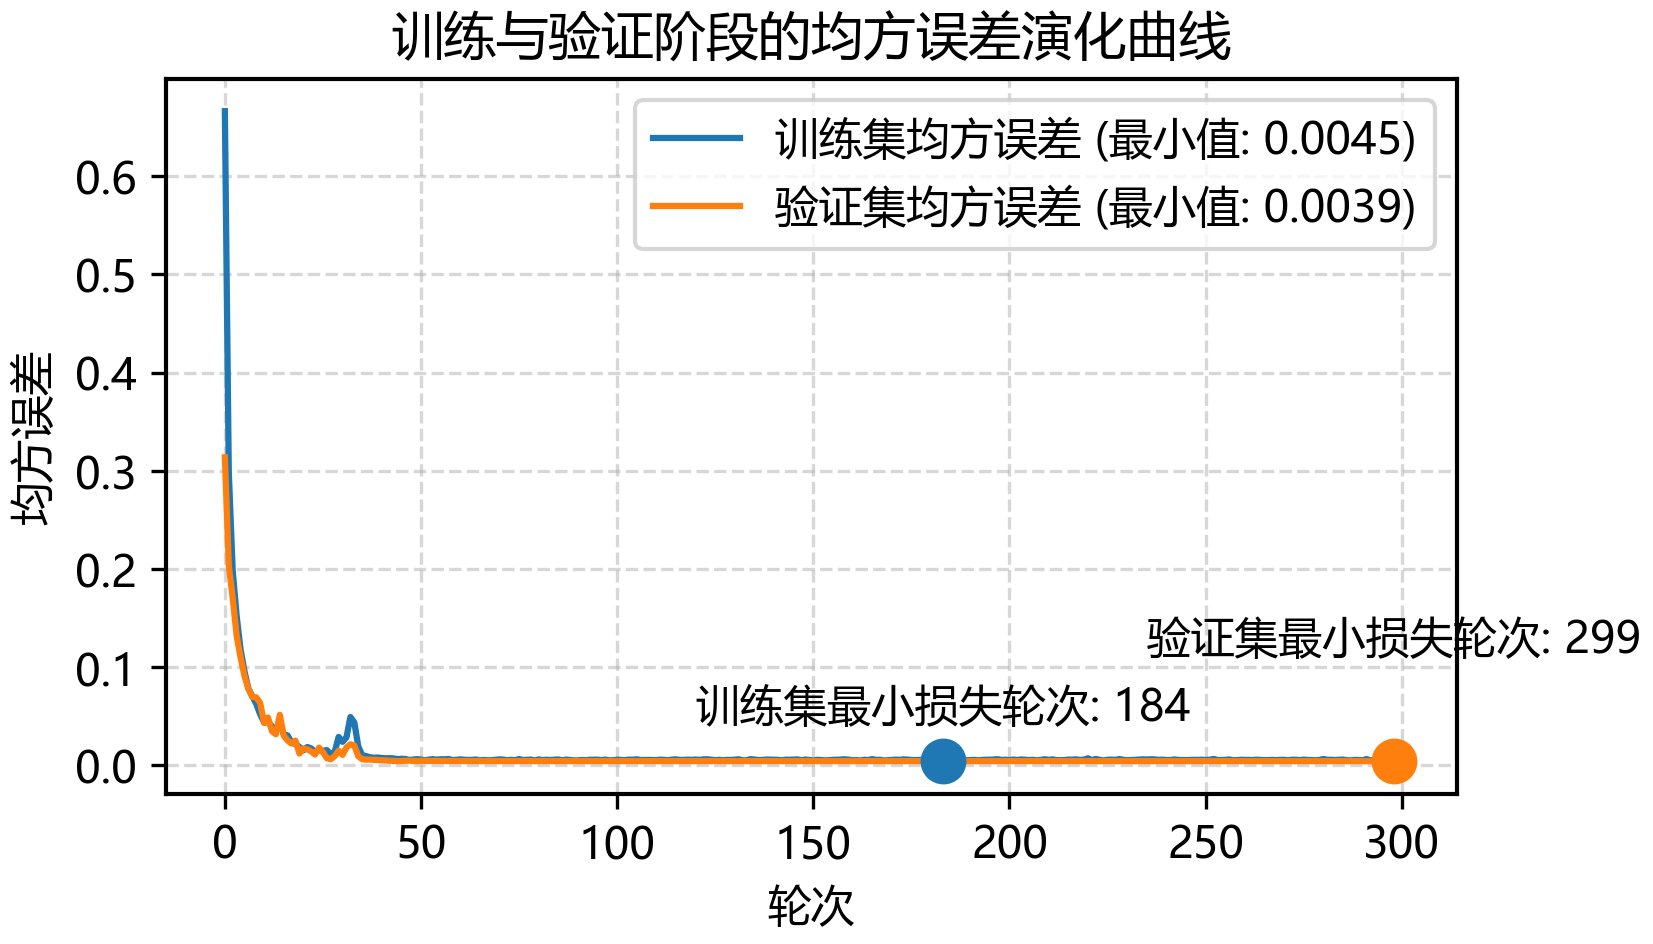 训练与验证阶段的均方误差演化曲线
训练集均方误差 (最小值: 0.0045)
验证集均方误差 (最小值: 0.0039)
均方误差
0.6
0.5
0.4
0.3
0.2
0.1
0.0
验证集最小损失轮次: 299
训练集最小损失轮次: 184
0 50 100 150 200 250 300
轮次